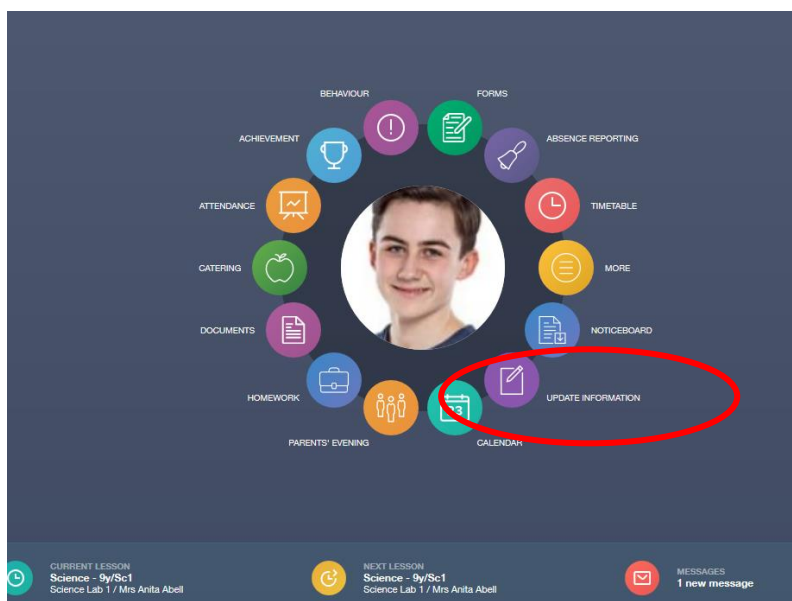 BEHAVIOUR
FORMS
ACHIEVEMENT
ABSENCE REPORTING
ATTENDANCE
TIMETABLE
CATERING
MORE
DOCUMENTS
NOTICEBOARD
HOMEWORK
UPDATE INFORMATION
23
PARENTS' EVENING
CALENDAR
CURRENT LESSON
Science - 9y/Sc1
Science Lab 1 / Mrs Anita Abell
NEXT LESSON
Science - 9y/Sc1
Science Lab 1 / Mrs Anita Abell
MESSAGES
1 new message